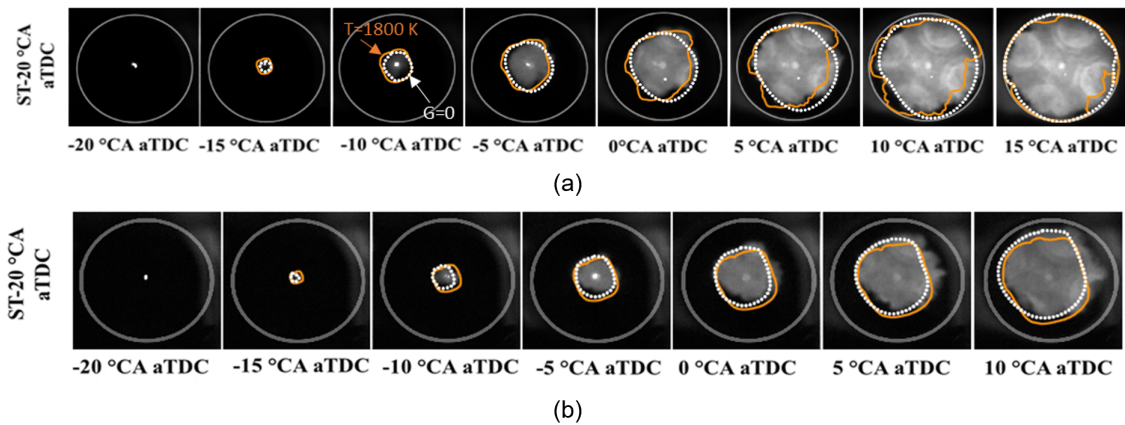 ST-20 °CA
aTDC
T=1800 K
G=0
-20 °CA aTDC -15 °CA aTDC -10 °CA aTDC -5 °CA aTDC 0°CA aTDC 5 °CA aTDC 10 °CA aTDC 15 °CA aTDC
(a)
ST-20 °CA
aTDC
-20 °CA aTDC -15 °CA aTDC -10 °CA aTDC -5 °CA aTDC 0 °CA aTDC 5 °CA aTDC 10 °CA aTDC
(b)